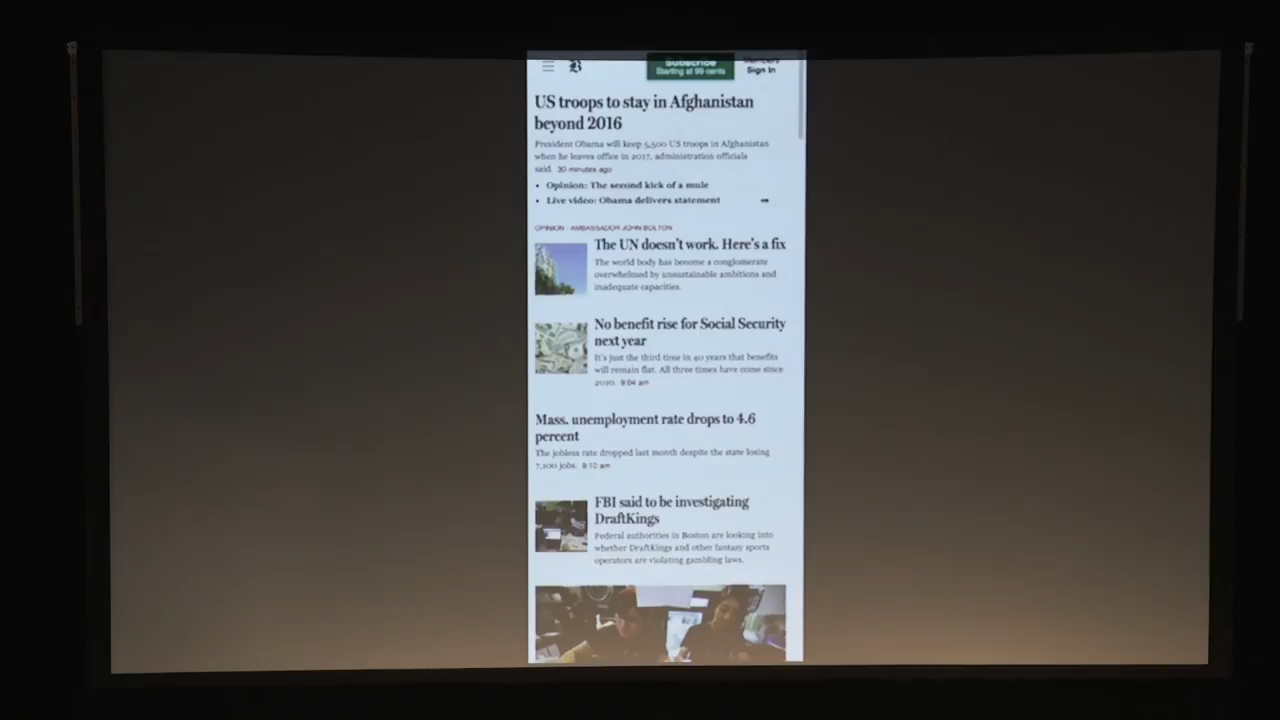 B
Subscribe
Starting at 99 cents
Members
Sign In
US troops to stay in Afghanistan
beyond 2016
President Obama will keep 5,500 US troops in Afghanistan
when he leaves office in 2017, administration officials
said. 30 minutes ago
• Opinion: The second kick of a mule
• Live video: Obama delivers statement
OPINION | AMBASSADOR JOHN BOLTON
The UN doesn't work. Here's a fix
The world body has become a conglomerate
overwhelmed by unsustainable ambitions and
inadequate capacities.
No benefit rise for Social Security
next year
It's just the third time in 40 years that benefits
will remain flat. All three times have come since
2010. 9:04 am
Mass. unemployment rate drops to 4.6
percent
The jobless rate dropped last month despite the state losing
7,100 jobs. 9:10 am
FBI said to be investigating
DraftKings
Federal authorities in Boston are looking into
whether DraftKings and other fantasy sports
operators are violating gambling laws.